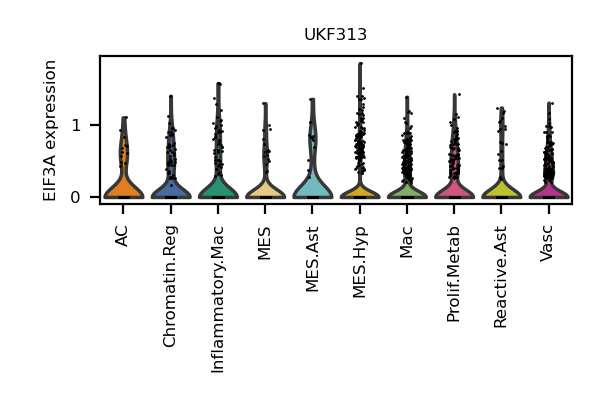 UKF313
EIF3A expression
1
0
AC
Chromatin.Reg
Inflammatory.Mac
MES
MES.Ast
MES.Hyp
Mac
Prolif.Metab
Reactive.Ast
Vasc